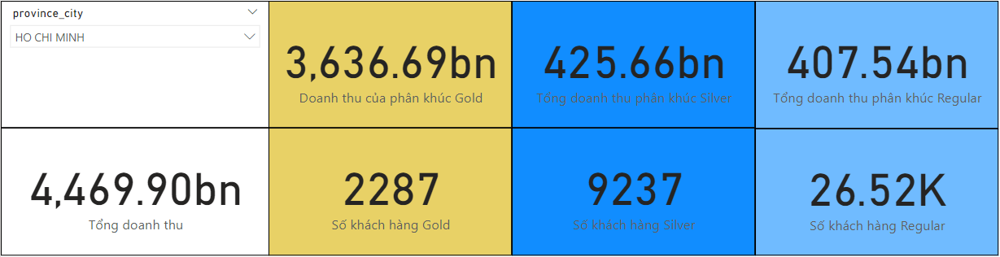 province_city
HO CHI MINH
3,636.69bn
Doanh thu của phân khúc Gold
425.66bn
Tổng doanh thu phân khúc Silver
407.54bn
Tổng doanh thu phân khúc Regular
4,469.90bn
Tổng doanh thu
2287
Số khách hàng Gold
9237
Số khách hàng Silver
26.52K
Số khách hàng Regular